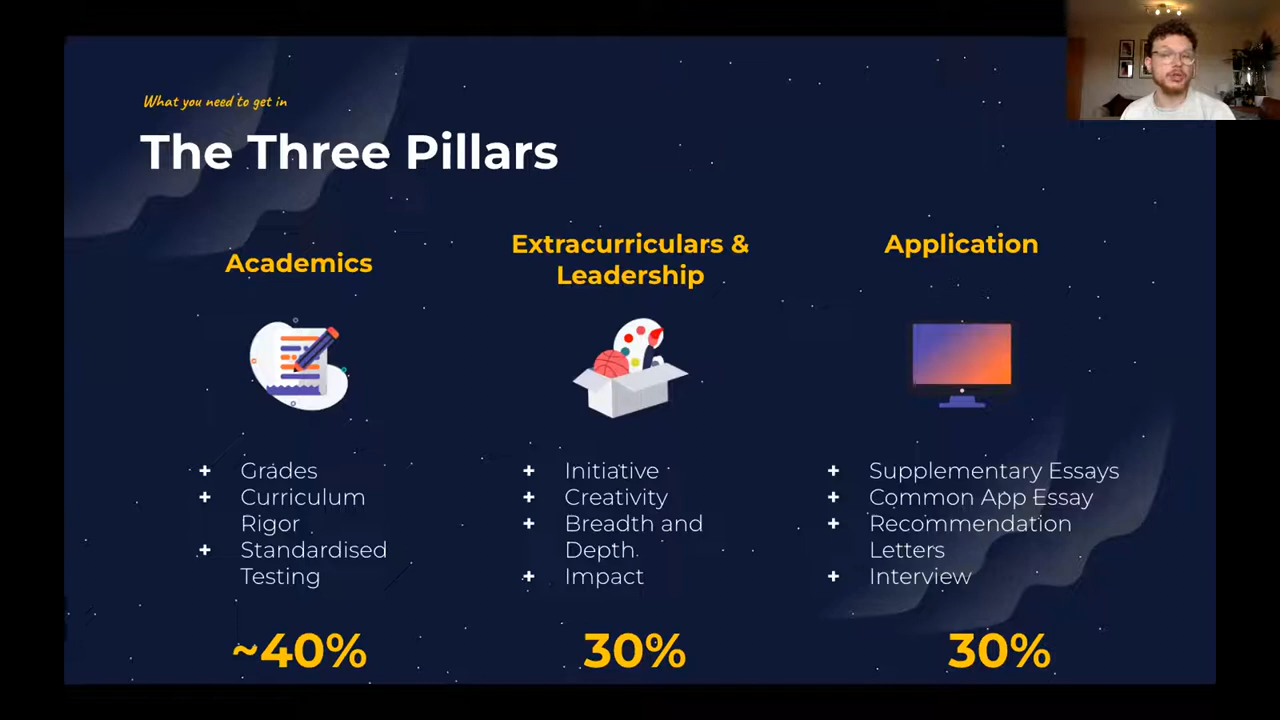 What you need to get in
The Three Pillars
Academics
+ Grades
+ Curriculum
Rigor
+ Standardised
Testing
~40%
Extracurriculars &
Leadership
+ Initiative
+ Creativity
+ Breadth and
Depth
+ Impact
30%
Application
+ Supplementary Essays
+ Common App Essay
+ Recommendation
Letters
+ Interview
30%